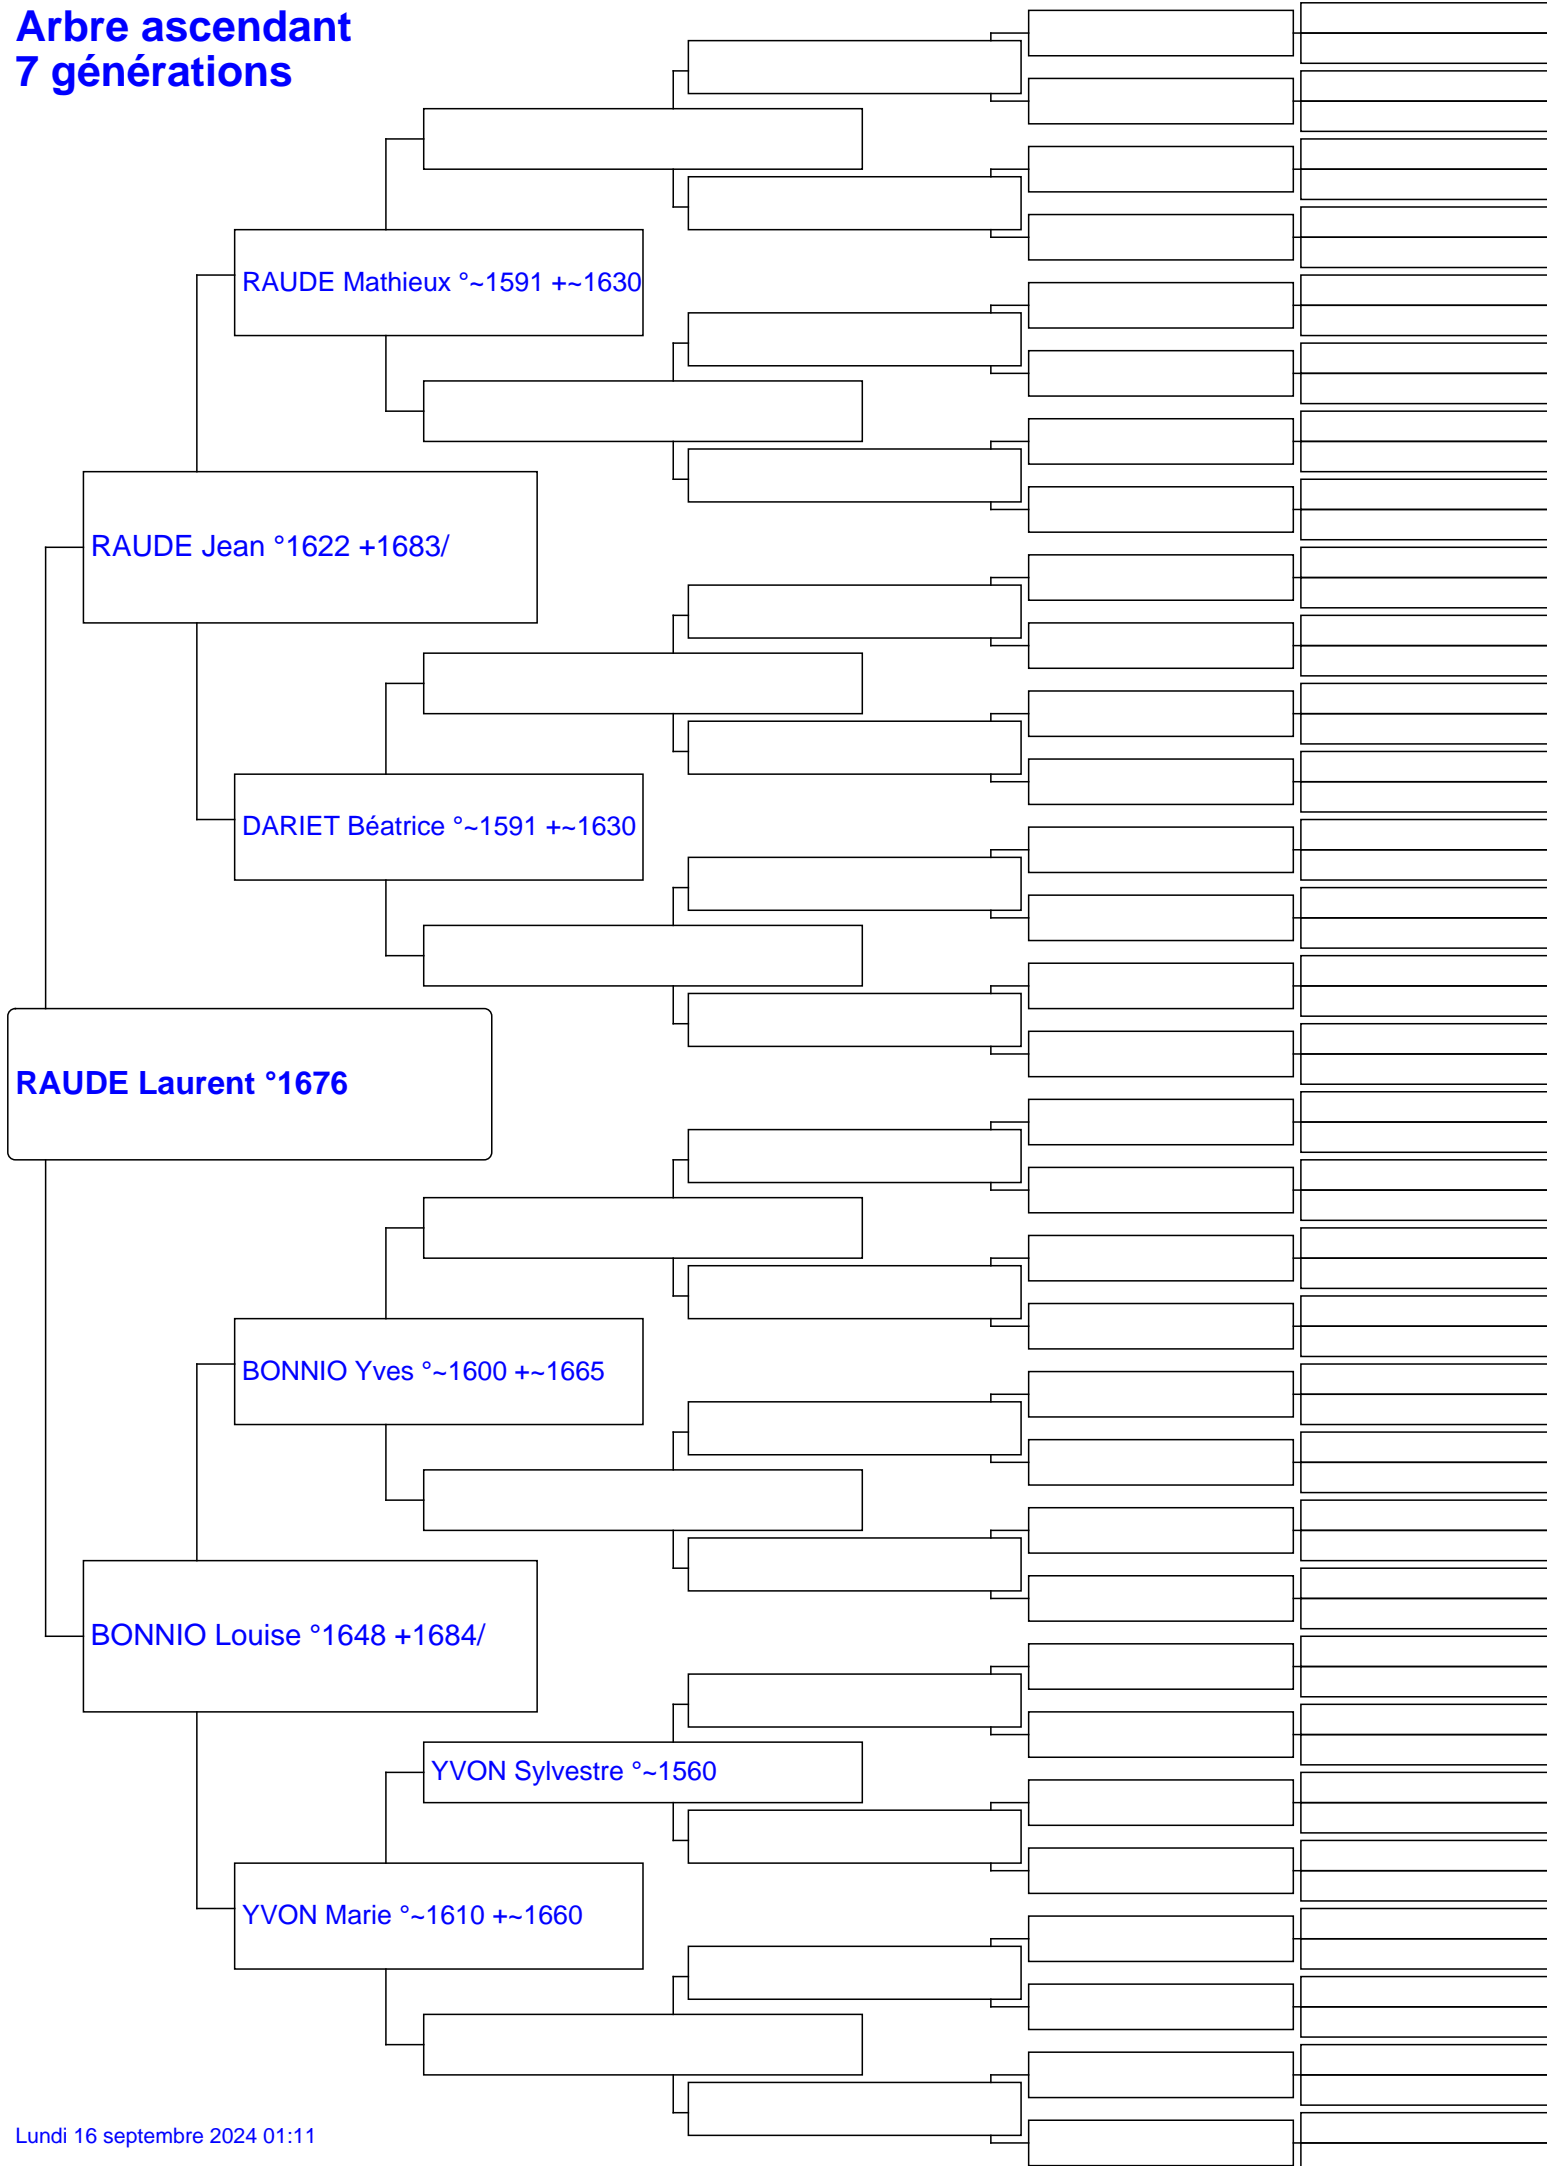 Arbre ascendant
7 générations
RAUDE Mathieux °~1591 +~1630
RAUDE Jean °1622 +1683/
DARIET Béatrice °~1591 +~1630
RAUDE Laurent °1676
BONNIO Yves °~1600 +~1665
BONNIO Louise °1648 +1684/
YVON Sylvestre °~1560
YVON Marie °~1610 +~1660
Lundi 16 septembre 2024 01:11